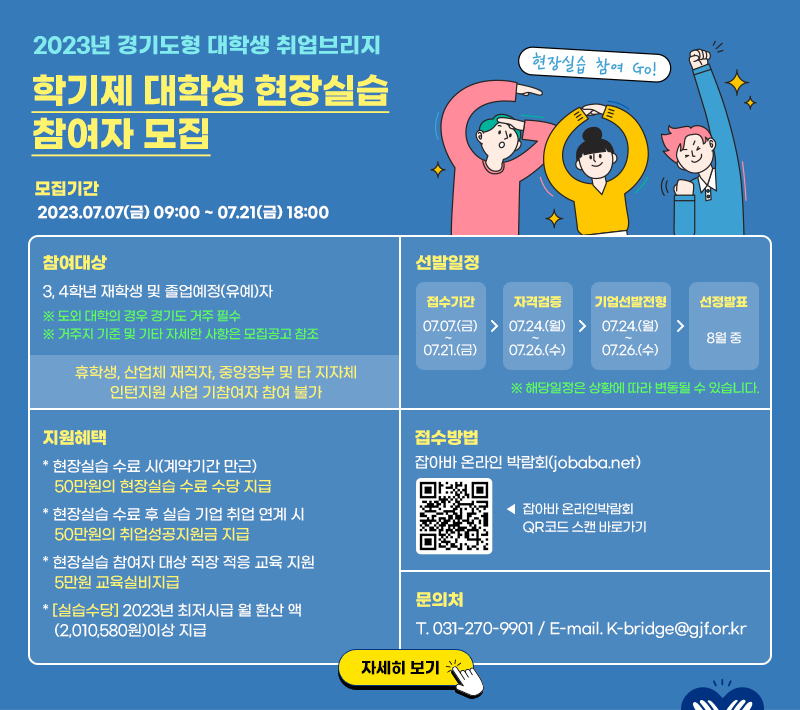 2023년 경기도형 대학생 취업브리지
학기제 대학생 현장실습
참여자 모집
현장실습 참여 Go!
모집기간
2023.07.07(금) 09:00 ~ 07.21(금) 18:00
참여대상
3, 4학년 재학생 및 졸업예정(유예)자
※ 도외 대학의 경우 경기도 거주 필수
※ 거주지 기준 및 기타 자세한 사항은 모집공고 참조
휴학생, 산업체 재직자, 중앙정부 및 타 지자체
인턴지원 사업 기참여자 참여 불가
선발일정
접수기간
07.07.(금)
~
07.21.(금)
자격검증
07.24.(월)
~
07.26.(수)
기업선발전형
07.24.(월)
~
07.26.(수)
선정발표
8월 중
※ 해당일정은 상황에 따라 변동될 수 있습니다.
지원혜택
* 현장실습 수료 시(계약기간 만근)
50만원의 현장실습 수료 수당 지급
* 현장실습 수료 후 실습 기업 취업 연계 시
50만원의 취업성공지원금 지급
* 현장실습 참여자 대상 직장 적응 교육 지원
5만원 교육실비지급
* [실습수당] 2023년 최저시급 월 환산 액
(2,010,580원)이상 지급
접수방법
잡아바 온라인 박람회(jobaba.net)
◀ 잡아바 온라인박람회
QR코드 스캔 바로가기
문의처
T. 031-270-9901 / E-mail. K-bridge@gjf.or.kr
자세히 보기